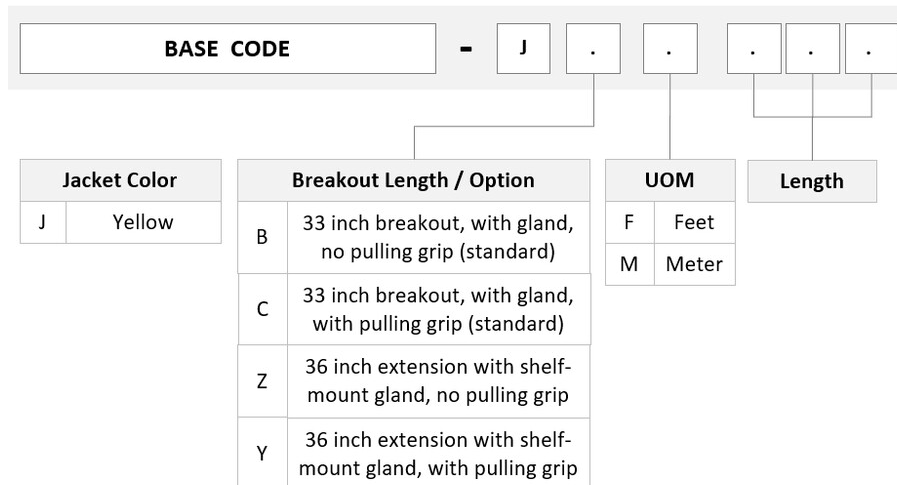 BASE CODE - J . . . . .
Jacket Color
J Yellow
Breakout Length / Option
B 33 inch breakout, with gland,
no pulling grip (standard)
C 33 inch breakout, with gland,
with pulling grip (standard)
Z 36 inch extension with shelf-
mount gland, no pulling grip
Y 36 inch extension with shelf-
mount gland, with pulling grip
UOM
F Feet
M Meter
Length